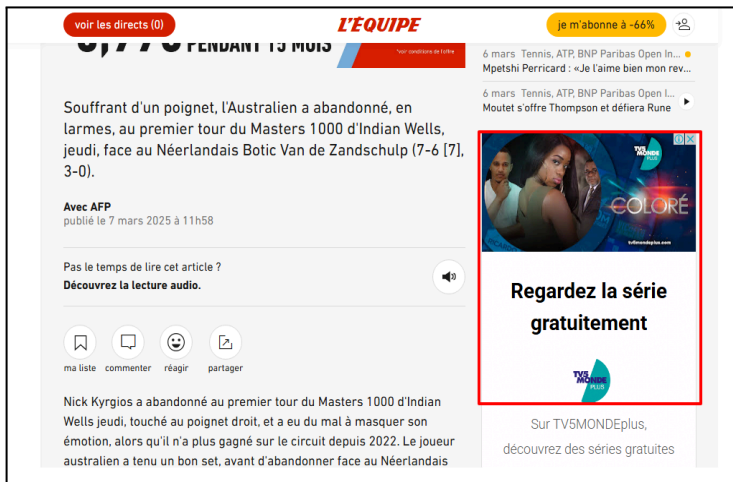 voir les directs (0)
L'ÉQUIPE
je m'abonne à -66%
PENDANT 15 MOIS
*voir conditions de l'offre
Souffrant d'un poignet, l'Australien a abandonné, en
larmes, au premier tour du Masters 1000 d'Indian Wells,
jeudi, face au Néerlandais Botic Van de Zandschulp (7-6 [7],
3-0).
Avec AFP
publié le 7 mars 2025 à 11h58
Pas le temps de lire cet article ?
Découvrez la lecture audio.
ma liste commenter réagir partager
Nick Kyrgios a abandonné au premier tour du Masters 1000 d'Indian
Wells jeudi, touché au poignet droit, et a eu du mal à masquer son
émotion, alors qu'il n'a plus gagné sur le circuit depuis 2022. Le joueur
australien a tenu un bon set, avant d'abandonner face au Néerlandais
6 mars Tennis, ATP, BNP Paribas Open In...
Mpetshi Perricard : «Je l'aime bien mon rev...
6 mars Tennis, ATP, BNP Paribas Open I...
Moutet s'offre Thompson et défiera Rune
TV5
MONDE
PLUS
COLORÉ
tv5mondeplus.com
Regardez la série
gratuitement
TV5
MONDE
PLUS
Sur TV5MONDEplus,
découvrez des séries gratuites